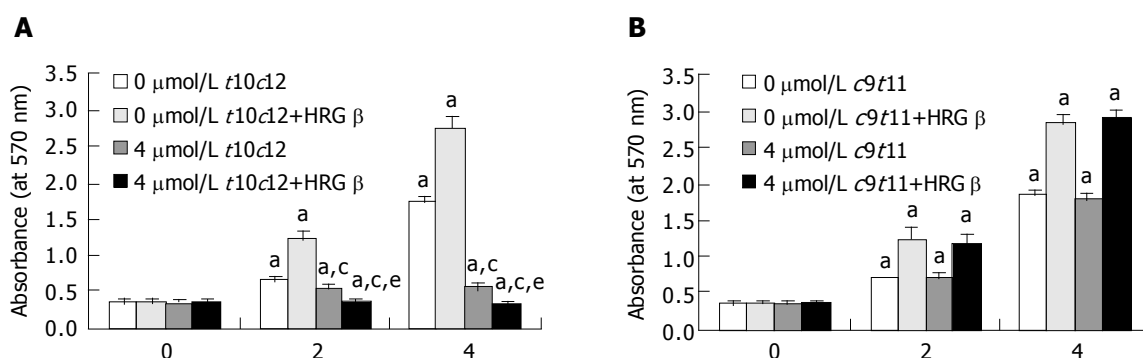 A
Absorbance (at 570 nm)
3.5
3.0
2.5
2.0
1.5
1.0
0.5
0.0
0 µmol/L t10c12
0 µmol/L t10c12+HRG β
4 µmol/L t10c12
4 µmol/L t10c12+HRG β
a
a
a,c
a,c,e
a
a
a,c
a,c,e
0 2 4
B
Absorbance (at 570 nm)
3.5
3.0
2.5
2.0
1.5
1.0
0.5
0.0
0 µmol/L c9t11
0 µmol/L c9t11+HRG β
4 µmol/L c9t11
4 µmol/L c9t11+HRG β
a
a
a
a
a
a
a
a
0 2 4